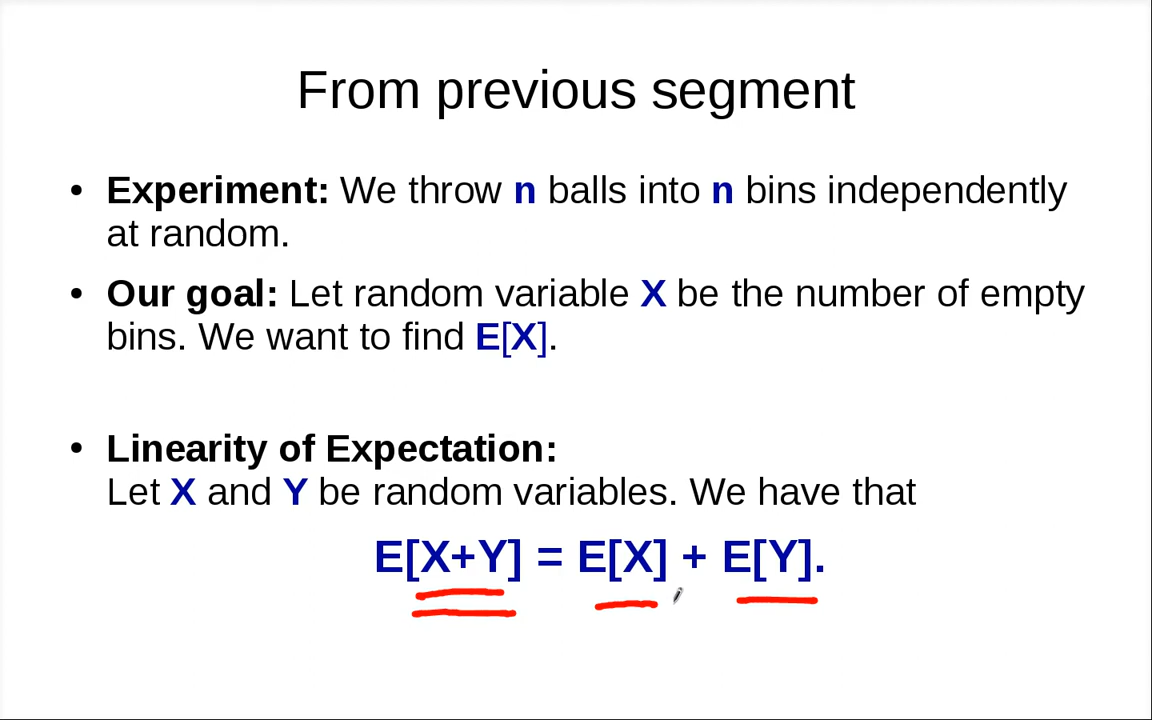 From previous segment
• Experiment: We throw n balls into n bins independently
at random.
• Our goal: Let random variable X be the number of empty
bins. We want to find E[X].
• Linearity of Expectation:
Let X and Y be random variables. We have that
E[X+Y] = E[X] + E[Y].